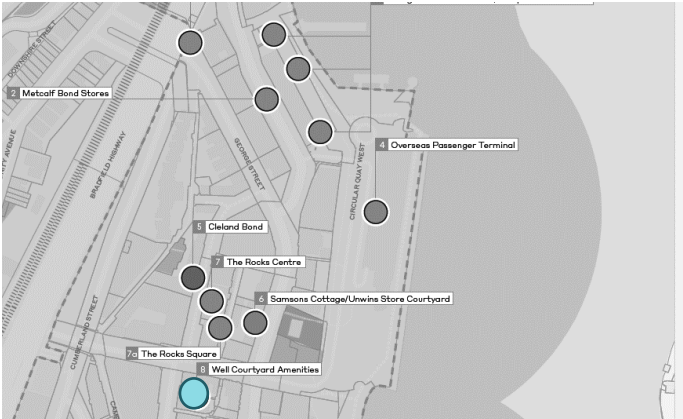 DOWNSHIRE STREET
2 Metcalf Bond Stores
BRADFIELD HIGHWAY
GEORGE STREET
CIRCULAR QUAY WEST
4 Overseas Passenger Terminal
5 Cleland Bond
7 The Rocks Centre
6 Samsons Cottage/Unwins Store Courtyard
CUMBERLAND STREET
7a The Rocks Square
8 Well Courtyard Amenities